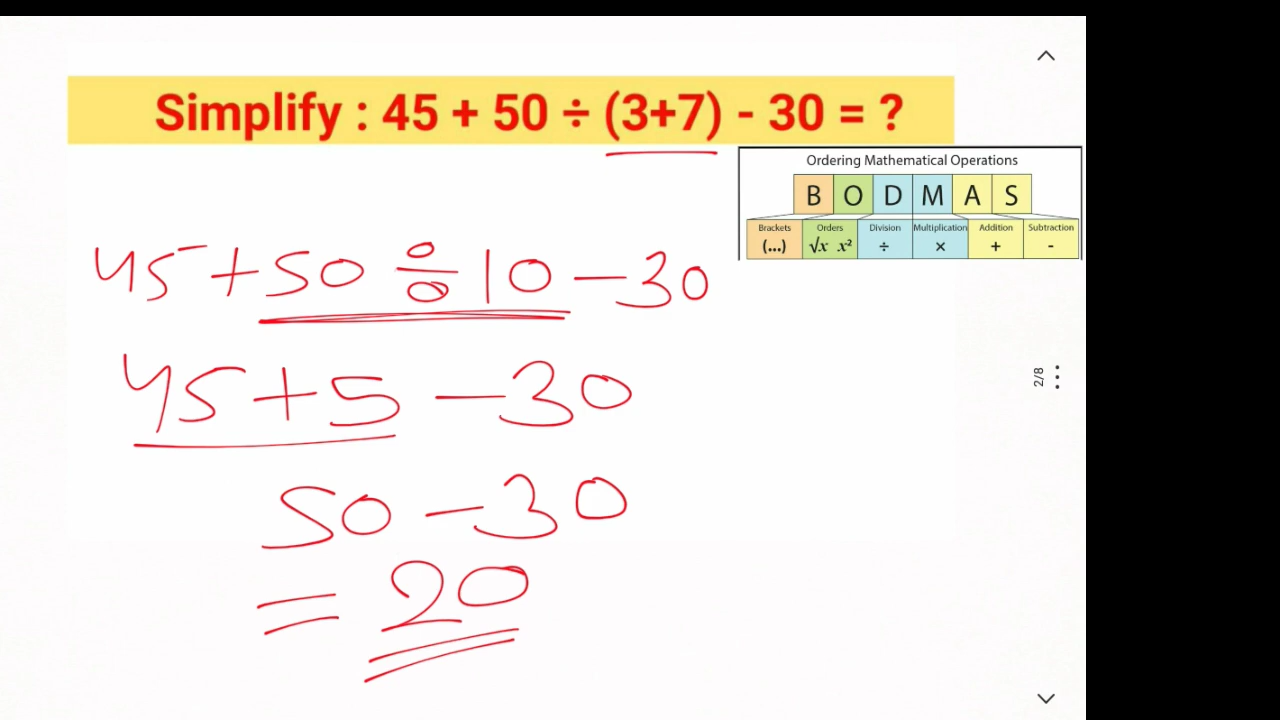 Simplify : 45 + 50 ÷ (3+7) - 30 = ?
Ordering Mathematical Operations
B O D M A S
Brackets Orders Division Multiplication Addition Subtraction
(...) √x x² ÷ × + -
45 + 50 ÷ 10 - 30
45 + 5 - 30
50 - 30
= 20
2/8